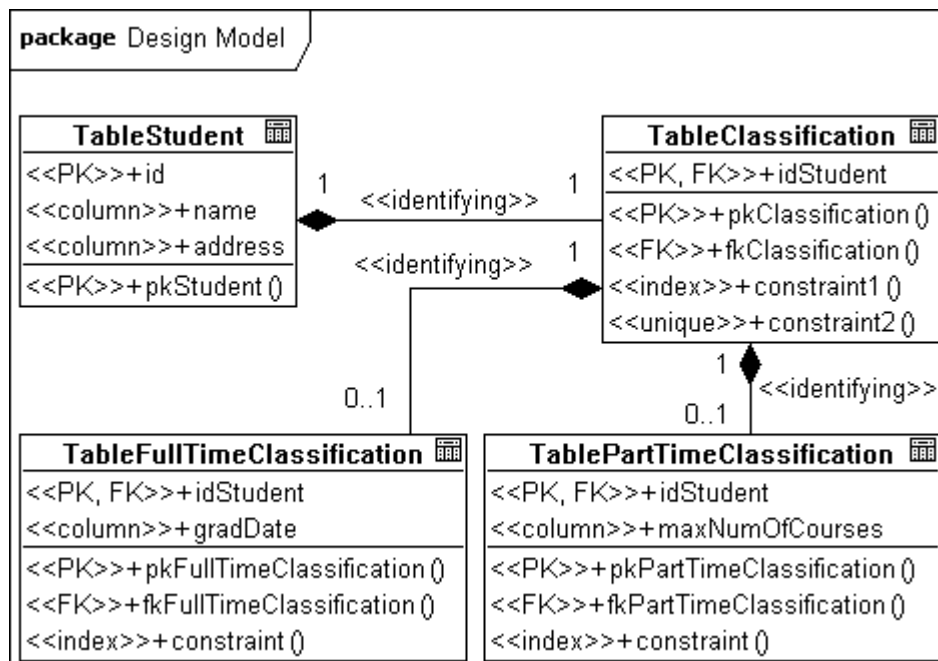 package Design Model
TableStudent
<<PK>>+id
<<column>>+name
<<column>>+address
<<PK>>+pkStudent()
1
<<identifying>>
1
TableClassification
<<PK, FK>>+idStudent
<<PK>>+pkClassification()
<<FK>>+fkClassification()
<<index>>+constraint1()
<<unique>>+constraint2()
<<identifying>>
1
0..1
1
<<identifying>>
0..1
TableFullTimeClassification
<<PK, FK>>+idStudent
<<column>>+gradDate
<<PK>>+pkFullTimeClassification()
<<FK>>+fkFullTimeClassification()
<<index>>+constraint()
TablePartTimeClassification
<<PK, FK>>+idStudent
<<column>>+maxNumOfCourses
<<PK>>+pkPartTimeClassification()
<<FK>>+fkPartTimeClassification()
<<index>>+constraint()